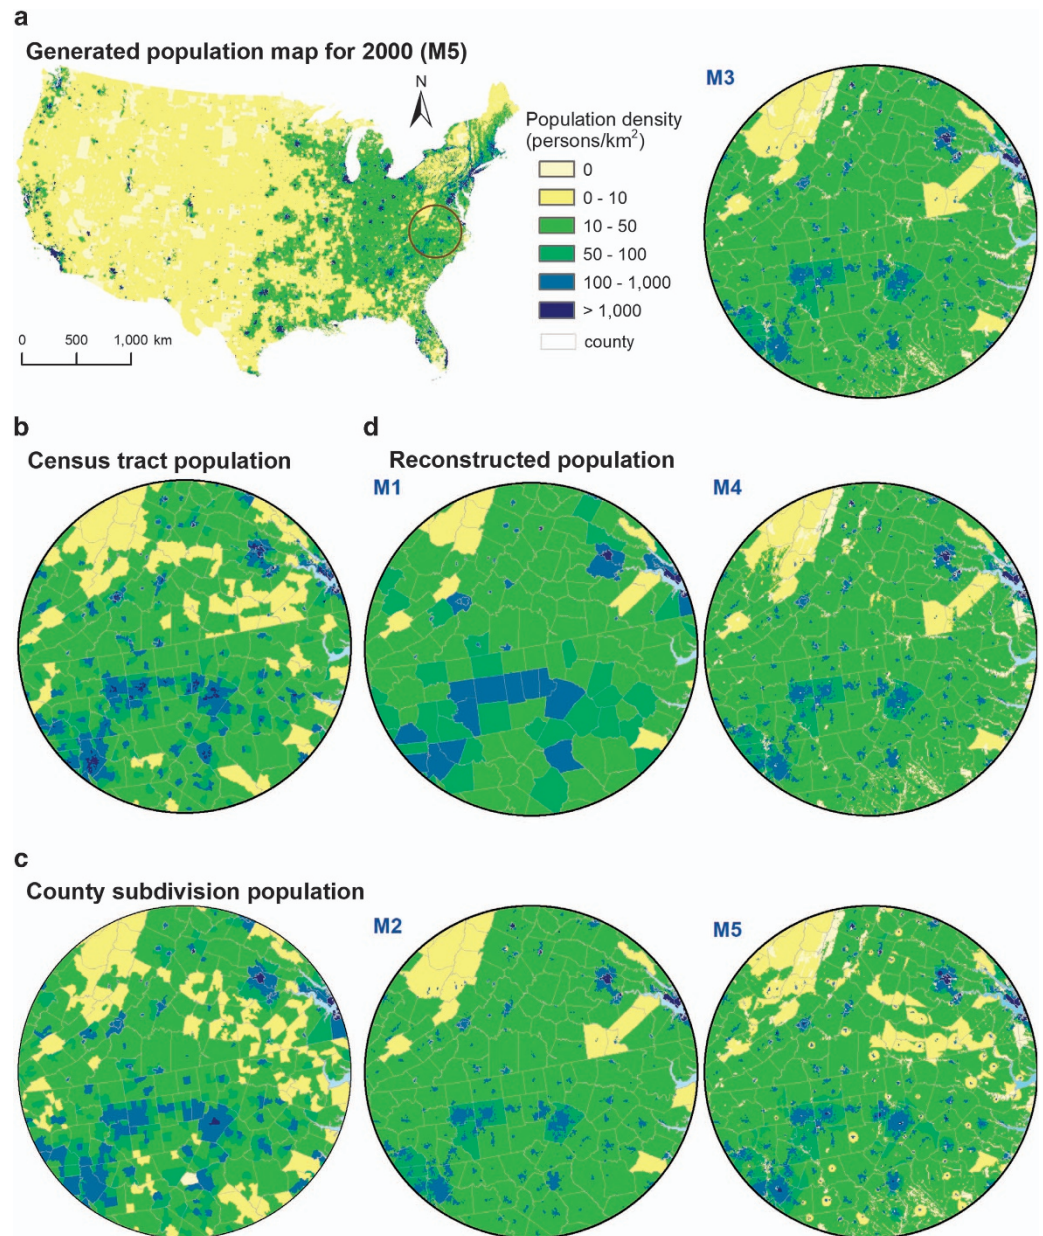 a
Generated population map for 2000 (M5)
N
Population density
(persons/km²)
0
0 - 10
10 - 50
50 - 100
100 - 1,000
> 1,000
county
0 500 1,000 km
M3
b
Census tract population
d
Reconstructed population
M1
M4
c
County subdivision population
M2
M5